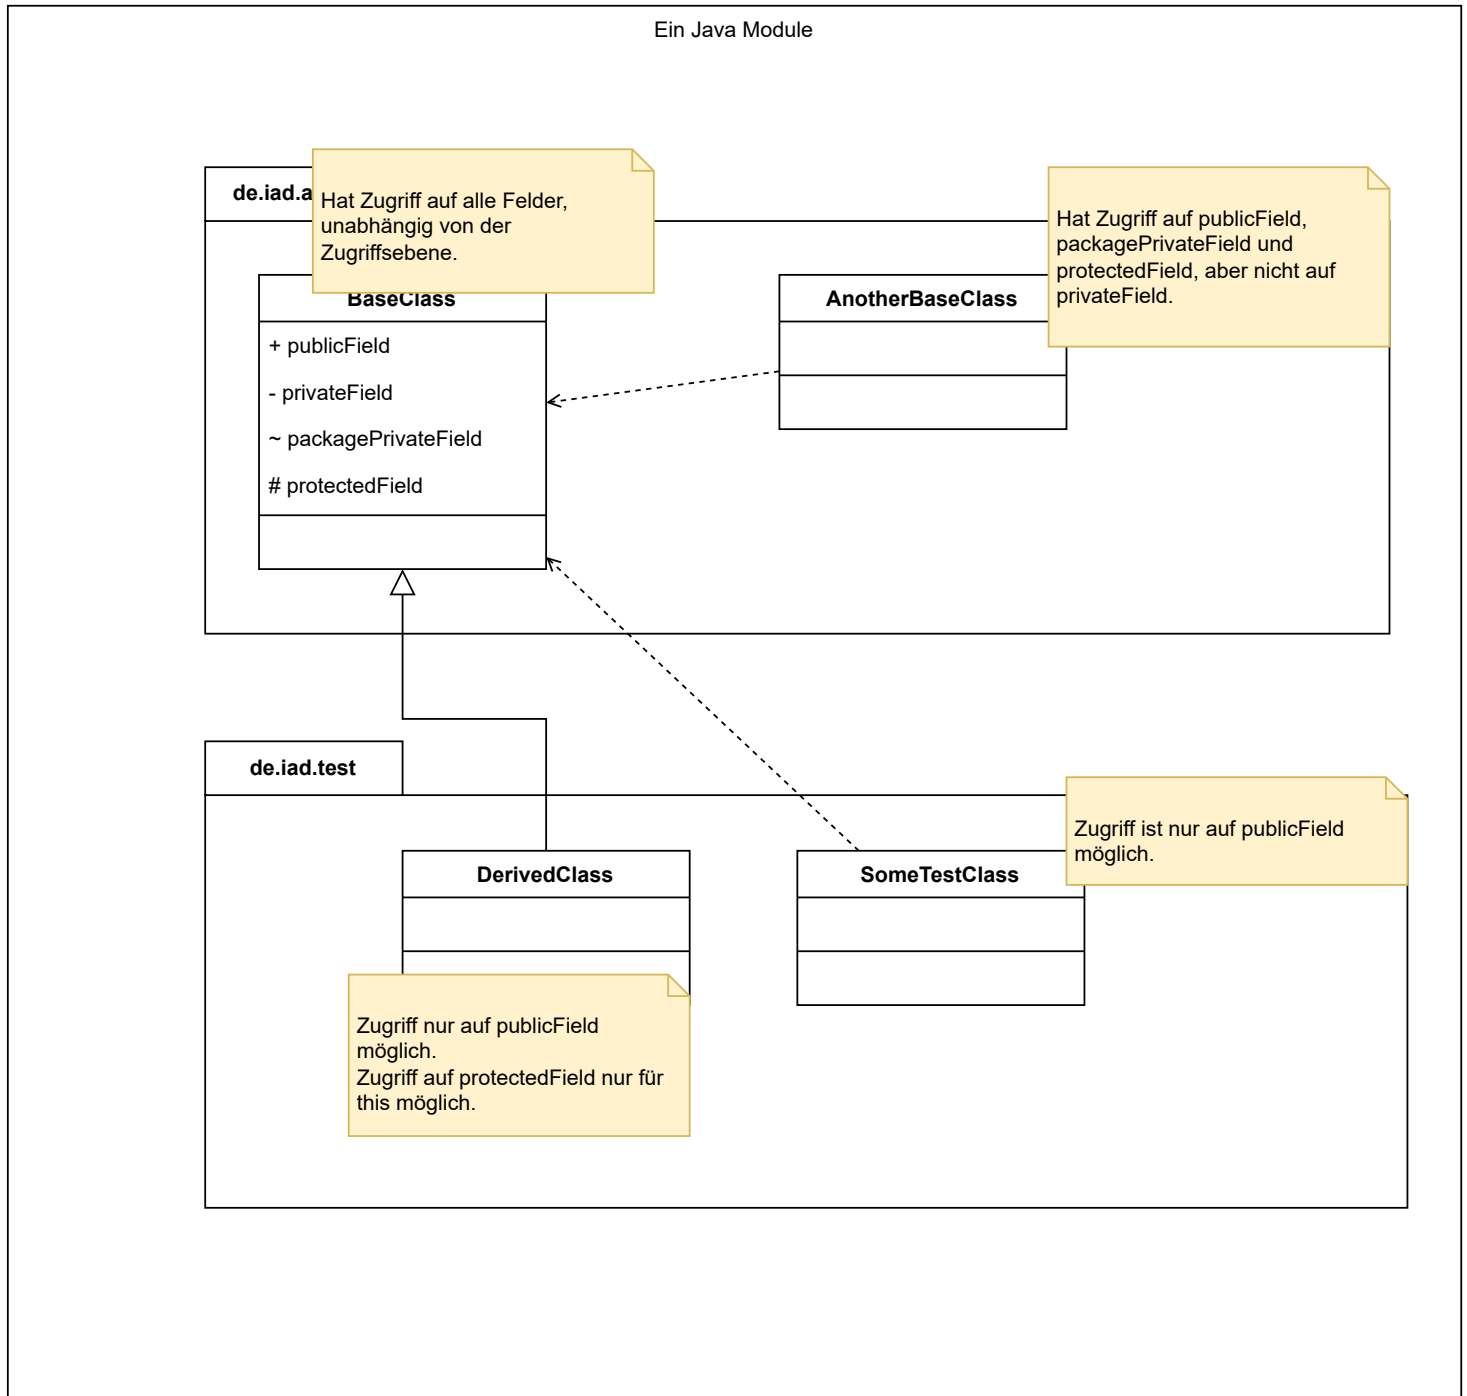 Ein Java Module
de.iad.a
Hat Zugriff auf alle Felder,
unabhängig von der
Zugriffsebene.
Hat Zugriff auf publicField,
packagePrivateField und
protectedField, aber nicht auf
privateField.
BaseClass
+ publicField
- privateField
~ packagePrivateField
# protectedField
AnotherBaseClass
de.iad.test
Zugriff ist nur auf publicField
möglich.
DerivedClass
SomeTestClass
Zugriff nur auf publicField
möglich.
Zugriff auf protectedField nur für
this möglich.